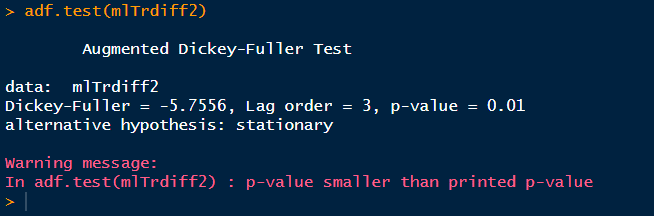 > adf.test(mlTrdiff2)
Augmented Dickey-Fuller Test
data:  mlTrdiff2
Dickey-Fuller = -5.7556, Lag order = 3, p-value = 0.01
alternative hypothesis: stationary
Warning message:
In adf.test(mlTrdiff2) : p-value smaller than printed p-value
>